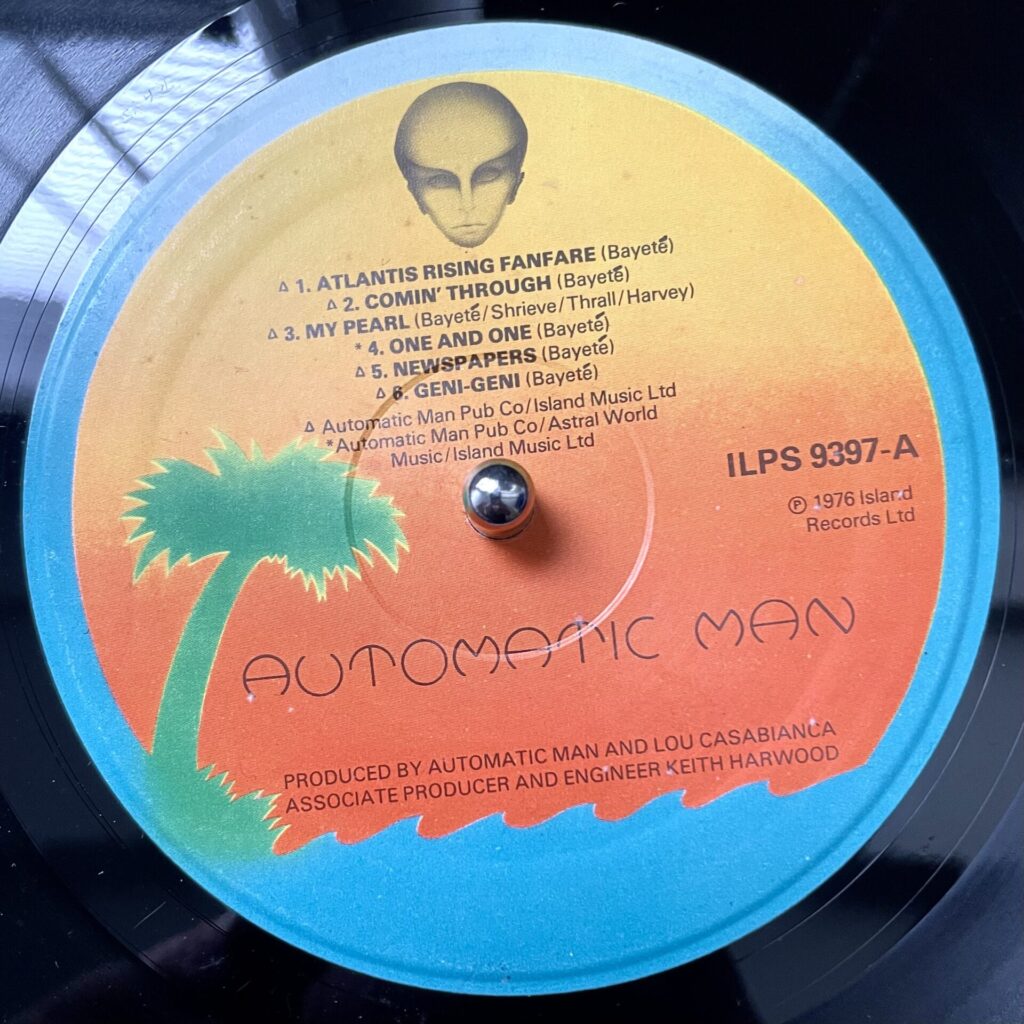 Δ 1. ATLANTIS RISING FANFARE (Bayeté)
Δ 2. COMIN' THROUGH (Bayeté)
Δ 3. MY PEARL (Bayeté/Shrieve/Thrall/Harvey)
* 4. ONE AND ONE (Bayeté)
Δ 5. NEWSPAPERS (Bayeté)
Δ 6. GENI-GENI (Bayeté)
Δ Automatic Man Pub Co/Island Music Ltd
*Automatic Man Pub Co/Astral World
Music/Island Music Ltd
ILPS 9397-A
℗ 1976 Island
Records Ltd
AUTOMATIC MAN
PRODUCED BY AUTOMATIC MAN AND LOU CASABIANCA
ASSOCIATE PRODUCER AND ENGINEER KEITH HARWOOD